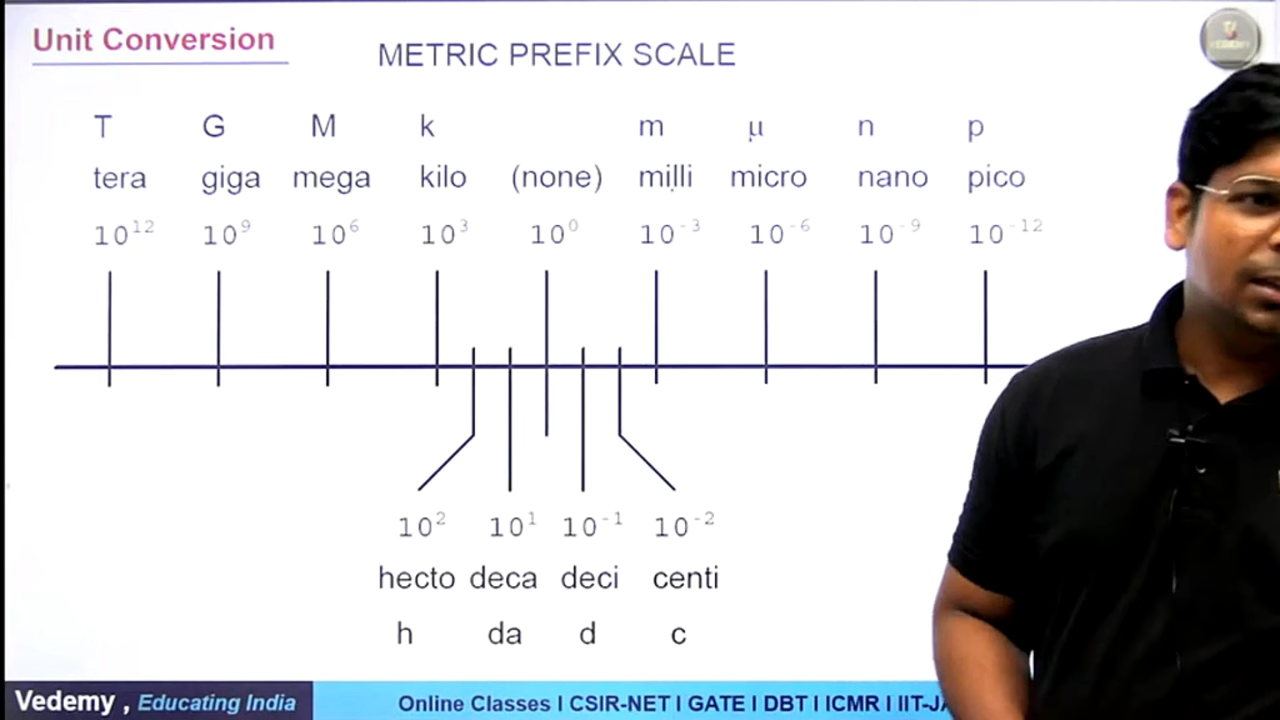 Unit Conversion
METRIC PREFIX SCALE
T G M k m μ n p
tera giga mega kilo (none) milli micro nano pico
10¹² 10⁹ 10⁶ 10³ 10⁰ 10⁻³ 10⁻⁶ 10⁻⁹ 10⁻¹²
10² 10¹ 10⁻¹ 10⁻²
hecto deca deci centi
h da d c
Vedemy , Educating India
Online Classes I CSIR-NET I GATE I DBT I ICMR I IIT-JA